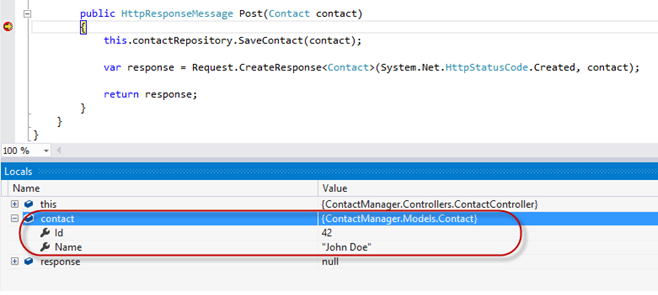 public HttpResponseMessage Post(Contact contact)
{
this.contactRepository.SaveContact(contact);
var response = Request.CreateResponse<Contact>(System.Net.HttpStatusCode.Created, contact);
return response;
}
}
}
100 %
Locals
Name Value
this {ContactManager.Controllers.ContactController}
contact {ContactManager.Models.Contact}
Id 42
Name "John Doe"
response null